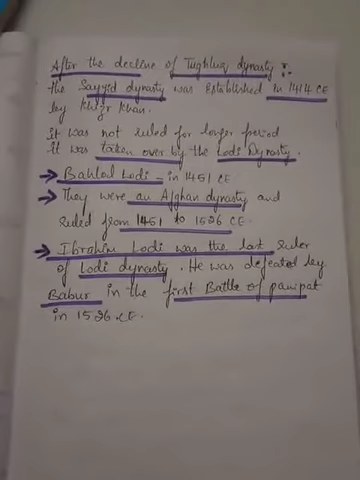 After the decline of Tughluq dynasty :-
the Sayyid dynasty was established in 1414 CE
by Khizr Khan.
It was not ruled for longer period
It was taken over by the Lodi Dynasty.
→ Bahlol Lodi - in 1451 CE
→ They were an Afghan dynasty and
ruled from 1451 to 1526 CE.
→ Ibrahim Lodi was the last ruler
of Lodi dynasty. He was defeated by
Babur in the first Battle of panipat
in 1526 CE.